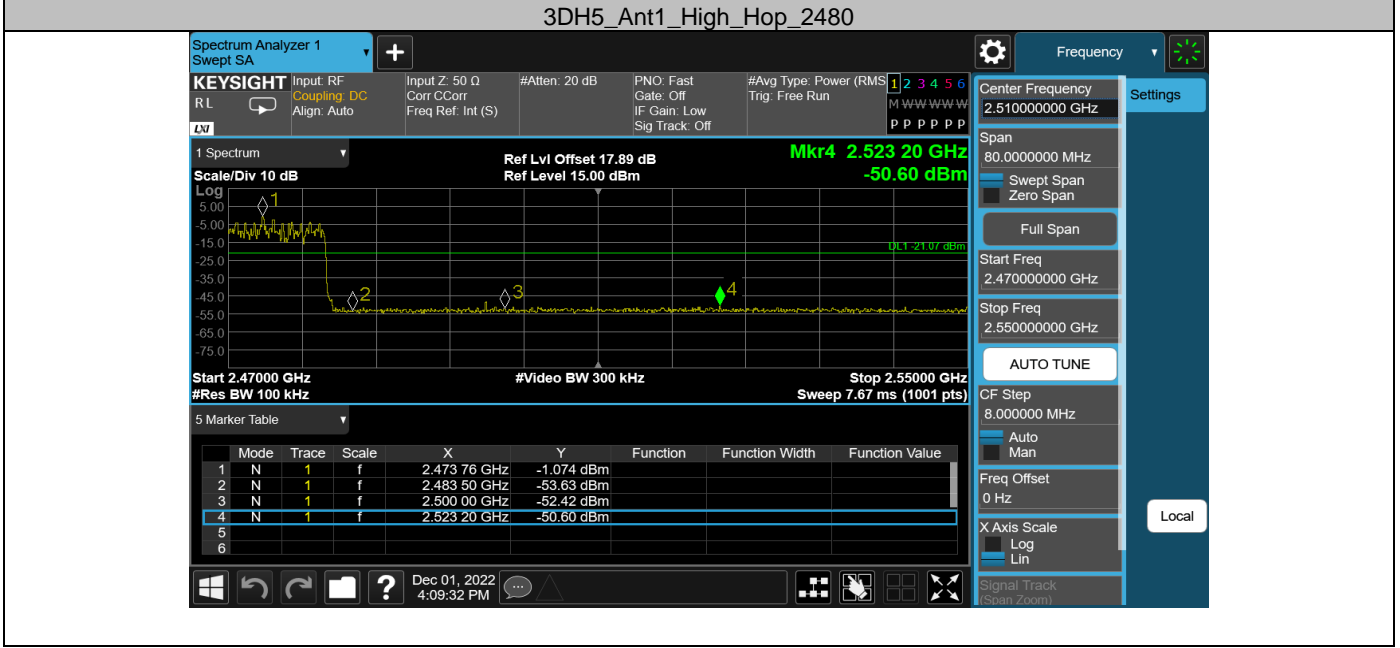 3DH5_Ant1_High_Hop_2480
Spectrum Analyzer 1
Swept SA
Frequency
KEYSIGHT
R L
LXI
Input: RF
Coupling: DC
Align: Auto
Input Z: 50 Ω
Corr CCorr
Freq Ref: Int (S)
#Atten: 20 dB
PNO: Fast
Gate: Off
IF Gain: Low
Sig Track: Off
#Avg Type: Power (RMS
Trig: Free Run
1 2 3 4 5 6
M W W W W W
P P P P P P
1 Spectrum
Scale/Div 10 dB
Ref Lvl Offset 17.89 dB
Ref Level 15.00 dBm
Mkr4 2.523 20 GHz
-50.60 dBm
Log
5.00
-5.00
-15.0
-25.0
-35.0
-45.0
-55.0
-65.0
-75.0
1
2
3
4
DL1 -21.07 dBm
Start 2.47000 GHz
#Res BW 100 kHz
#Video BW 300 kHz
Stop 2.55000 GHz
Sweep 7.67 ms (1001 pts)
5 Marker Table
Mode Trace Scale X Y Function Function Width Function Value
1 N 1 f 2.473 76 GHz -1.074 dBm
2 N 1 f 2.483 50 GHz -53.63 dBm
3 N 1 f 2.500 00 GHz -52.42 dBm
4 N 1 f 2.523 20 GHz -50.60 dBm
5
6
Dec 01, 2022
4:09:32 PM
Center Frequency
2.510000000 GHz
Span
80.0000000 MHz
Swept Span
Zero Span
Full Span
Start Freq
2.470000000 GHz
Stop Freq
2.550000000 GHz
AUTO TUNE
CF Step
8.000000 MHz
Auto
Man
Freq Offset
0 Hz
X Axis Scale
Log
Lin
Signal Track
(Span Zoom)
Settings
Local